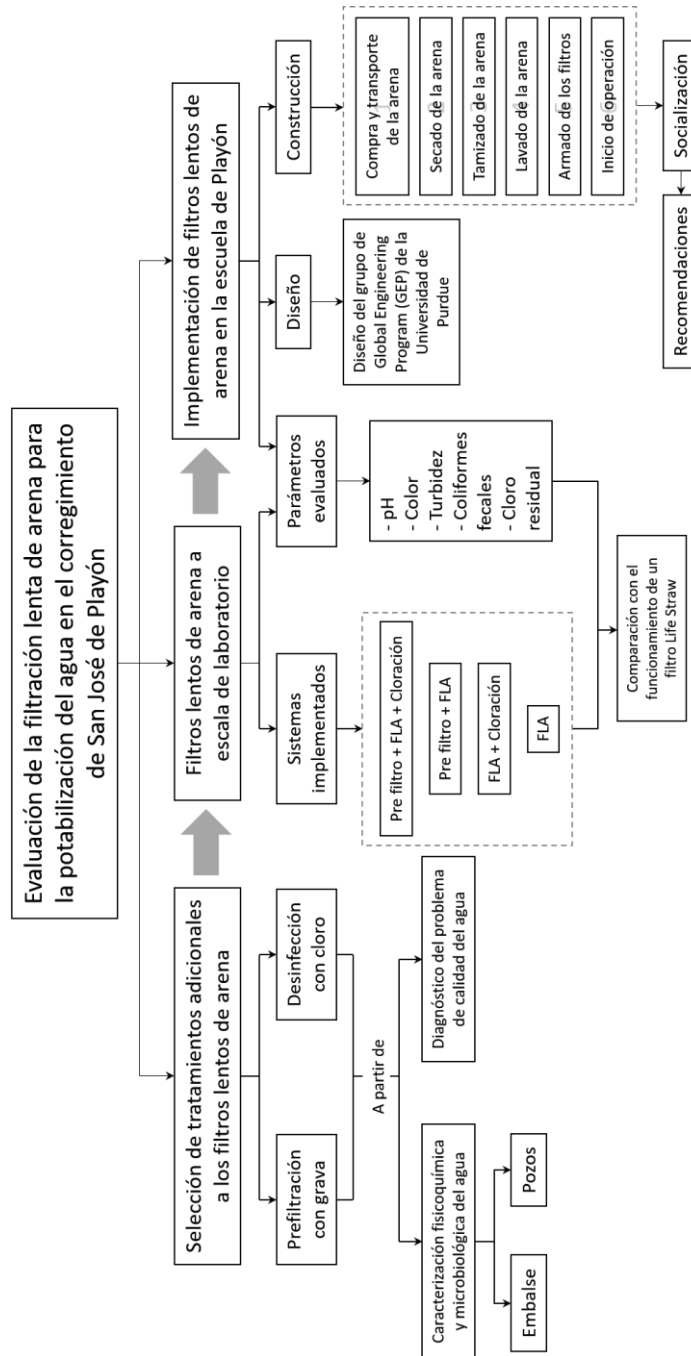 Evaluación de la filtración lenta de arena para
la potabilización del agua en el corregimiento
de San José de Playón
Selección de tratamientos adicionales
a los filtros lentos de arena
Prefiltración
con grava
Desinfección
con cloro
A partir de
Caracterización fisicoquímica
y microbiológica del agua
Embalse
Pozos
Diagnóstico del problema
de calidad del agua
Filtros lentos de arena a
escala de laboratorio
Sistemas
implementados
Pre filtro + FLA + Cloración
Pre filtro + FLA
FLA + Cloración
FLA
Parámetros
evaluados
- pH
- Color
- Turbidez
- Coliformes
fecales
- Cloro
residual
Comparación con el
funcionamiento de un
filtro Life Straw
Implementación de filtros lentos de
arena en la escuela de Playón
Diseño
Diseño del grupo de
Global Engineering
Program (GEP) de la
Universidad de
Purdue
Construcción
Compra y transporte
de la arena
Secado de la arena
Tamizado de la arena
Lavado de la arena
Armado de los filtros
Inicio de operación
Socialización
Recomendaciones